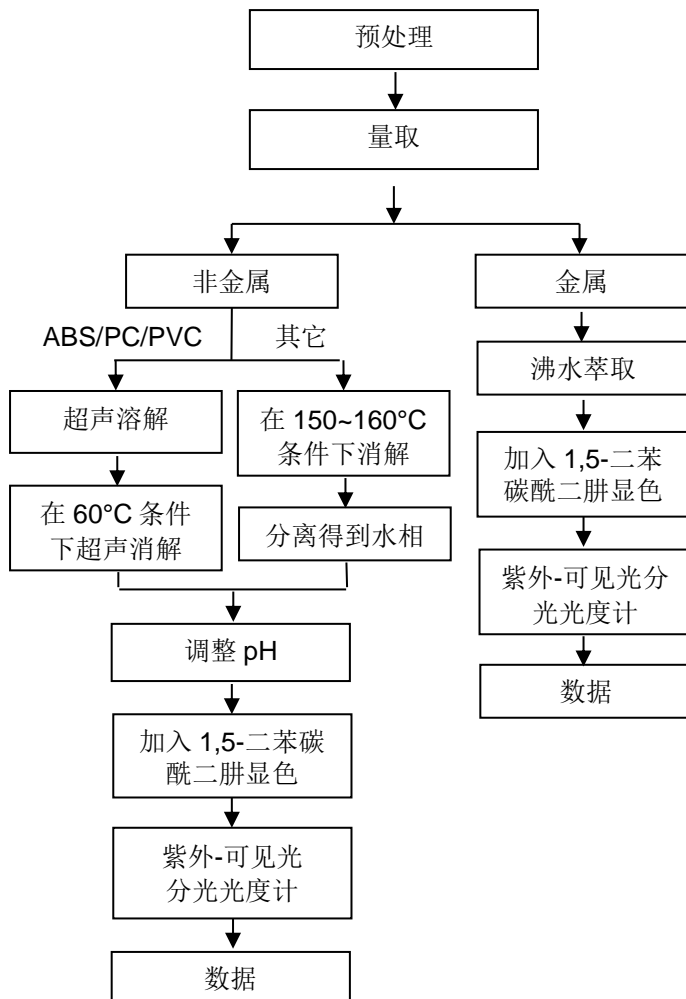 预处理
量取
非金属
金属
ABS/PC/PVC
其它
沸水萃取
超声溶解
在 150~160°C
条件下消解
加入 1,5-二苯
碳酰二肼显色
在 60°C 条件
下超声消解
分离得到水相
紫外-可见光分
光光度计
调整 pH
数据
加入 1,5-二苯碳
酰二肼显色
紫外-可见光
分光光度计
数据